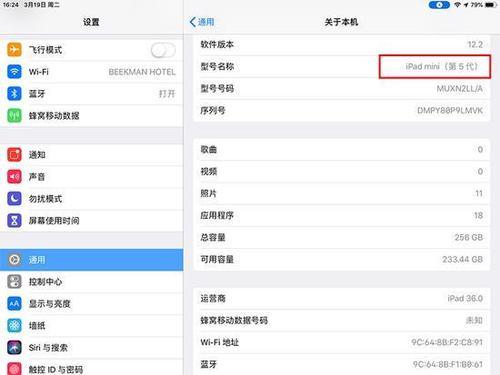 16:24 3月19日 周二
79%
设置
飞行模式
Wi-Fi BEEKMAN HOTEL
蓝牙 打开
蜂窝移动数据
通知
声音
勿扰模式
屏幕使用时间
通用
控制中心
显示与亮度
AA
墙纸
Siri 与搜索
触控 ID 与密码
通用 关于本机
软件版本 12.2
型号名称 iPad mini（第 5 代）
型号号码 MUXN2LL/A
序列号 DMPY80P9LMVK
歌曲 0
视频 0
照片 11
应用程序 18
总容量 256 GB
可用容量 233.44 GB
运营商 iPad 36.0
蜂窝移动数据号码 未知
Wi-Fi 地址 9C:64:8B:F2:C8:91
蓝牙 9C:64:8B:F1:B0:61